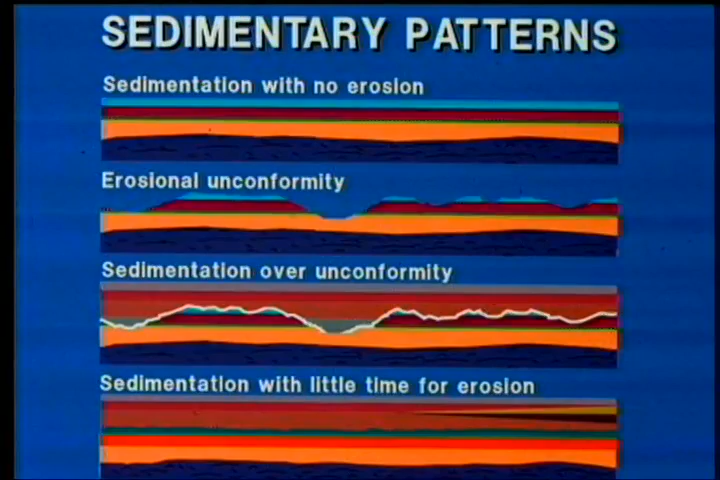 SEDIMENTARY PATTERNS
Sedimentation with no erosion
Erosional unconformity
Sedimentation over unconformity
Sedimentation with little time for erosion